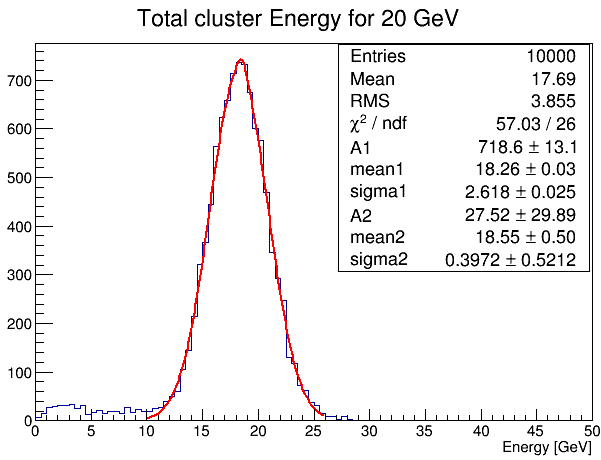 Total cluster Energy for 20 GeV
Entries 10000
Mean 17.69
RMS 3.855
χ² / ndf 57.03 / 26
A1 718.6 ± 13.1
mean1 18.26 ± 0.03
sigma1 2.618 ± 0.025
A2 27.52 ± 29.89
mean2 18.55 ± 0.50
sigma2 0.3972 ± 0.5212
700
600
500
400
300
200
100
0
0 5 10 15 20 25 30 35 40 45 50
Energy [GeV]